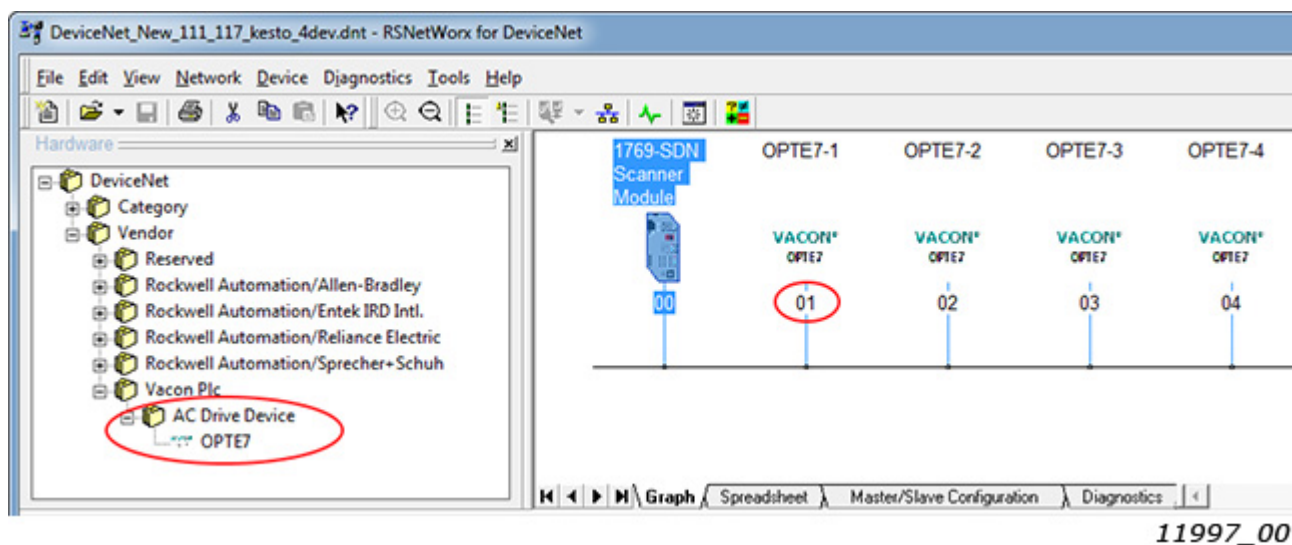 DeviceNet_New_111_117_kesto_4dev.dnt - RSNetWorx for DeviceNet
File Edit View Network Device Diagnostics Tools Help
Hardware
DeviceNet
Category
Vendor
Reserved
Rockwell Automation/Allen-Bradley
Rockwell Automation/Entek IRD Intl.
Rockwell Automation/Reliance Electric
Rockwell Automation/Sprecher+Schuh
Vacon Plc
AC Drive Device
OPTE7
1769-SDN Scanner Module
OPTE7-1 OPTE7-2 OPTE7-3 OPTE7-4
VACON® VACON® VACON® VACON®
OPTE7 OPTE7 OPTE7 OPTE7
00 01 02 03 04
Graph Spreadsheet Master/Slave Configuration Diagnostics
11997_00